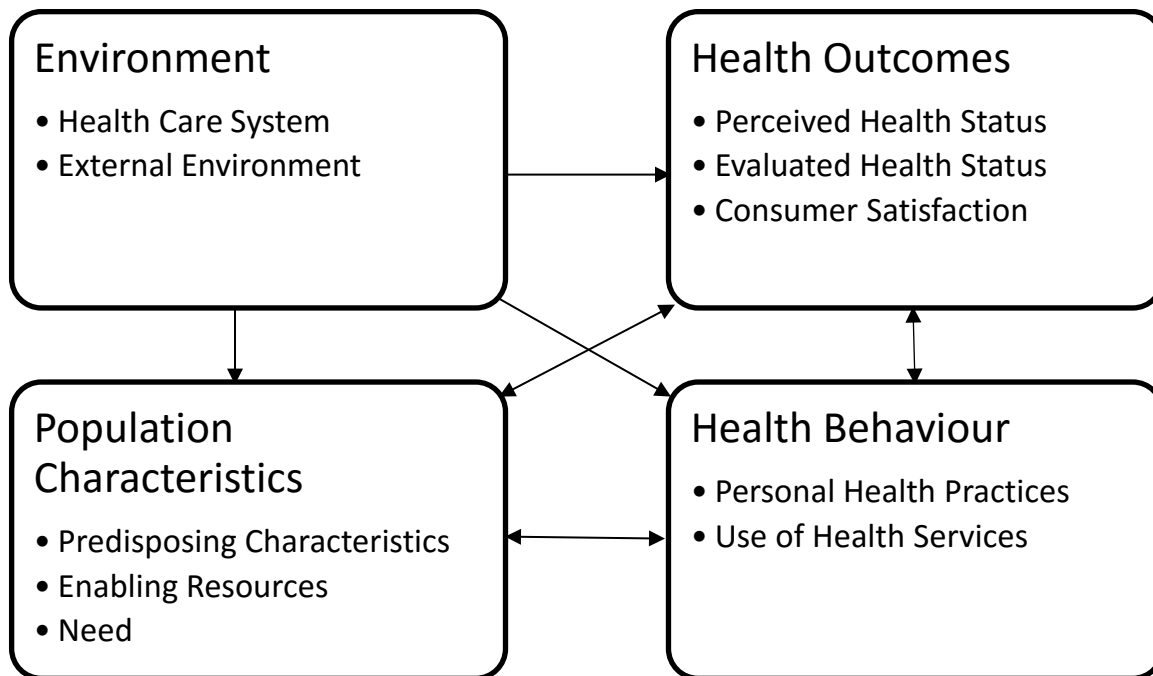 Environment
• Health Care System
• External Environment
Health Outcomes
• Perceived Health Status
• Evaluated Health Status
• Consumer Satisfaction
Population
Characteristics
• Predisposing Characteristics
• Enabling Resources
• Need
Health Behaviour
• Personal Health Practices
• Use of Health Services